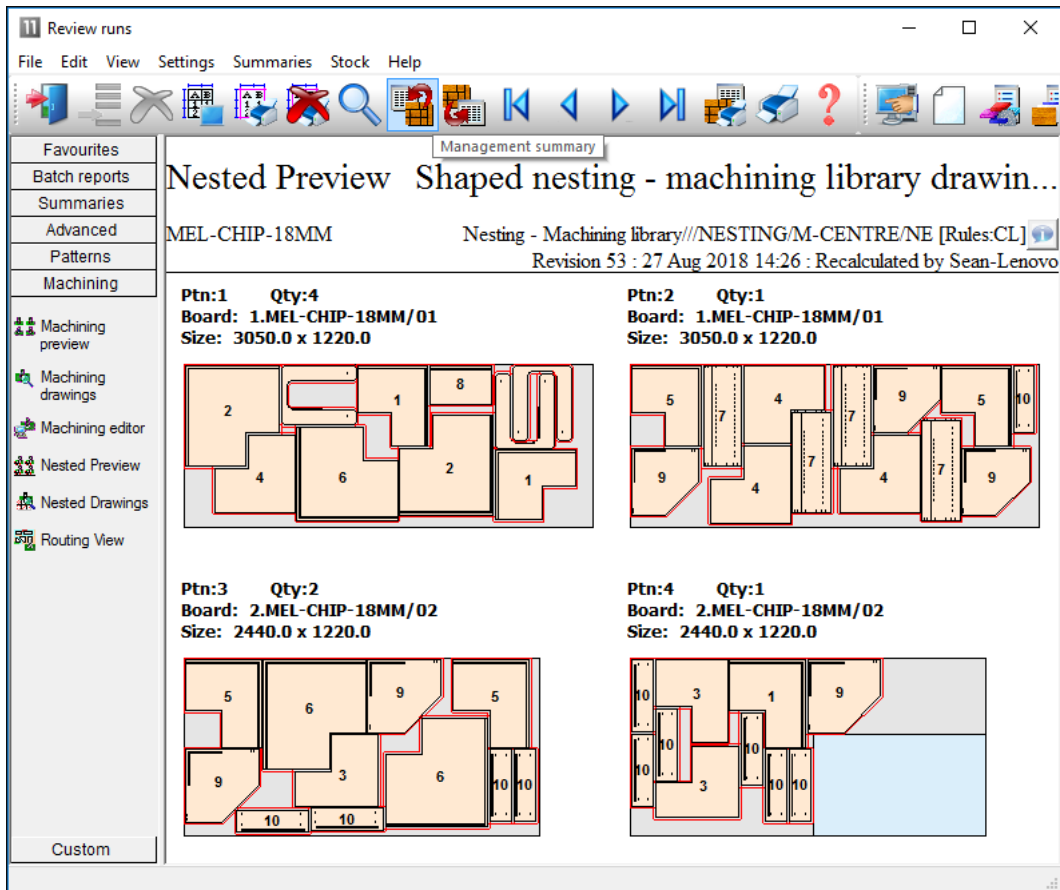 11 Review runs
File Edit View Settings Summaries Stock Help
Management summary
Favourites
Batch reports
Summaries
Advanced
Patterns
Machining
Machining
preview
Machining
drawings
Machining editor
Nested Preview
Nested Drawings
Routing View
Custom
Nested Preview Shaped nesting - machining library drawin...
MEL-CHIP-18MM Nesting - Machining library///NESTING/M-CENTRE/NE [Rules:CL]
Revision 53 : 27 Aug 2018 14:26 : Recalculated by Sean-Lenovo
Ptn:1 Qty:4
Board: 1.MEL-CHIP-18MM/01
Size: 3050.0 x 1220.0
2 1 8
4 6 2 1
Ptn:2 Qty:1
Board: 1.MEL-CHIP-18MM/01
Size: 3050.0 x 1220.0
5 7 4 7 9 5 10
9 4 7 4 7 9
Ptn:3 Qty:2
Board: 2.MEL-CHIP-18MM/02
Size: 2440.0 x 1220.0
5 6 9 5
9 3 6 10 10
10 10
Ptn:4 Qty:1
Board: 2.MEL-CHIP-18MM/02
Size: 2440.0 x 1220.0
10 3 1 9
10 10 3 10 10 10